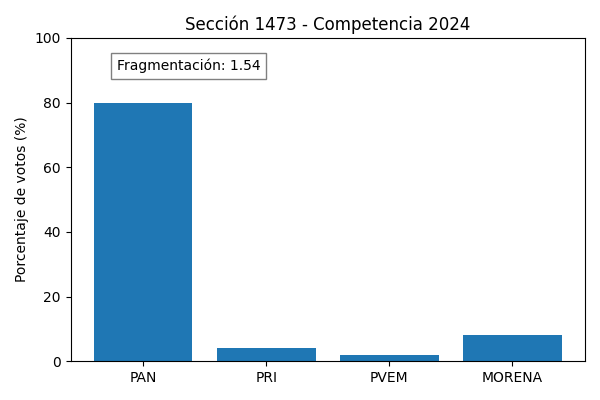 Sección 1473 - Competencia 2024
Fragmentación: 1.54
Porcentaje de votos (%)
100
80
60
40
20
0
PAN PRI PVEM MORENA